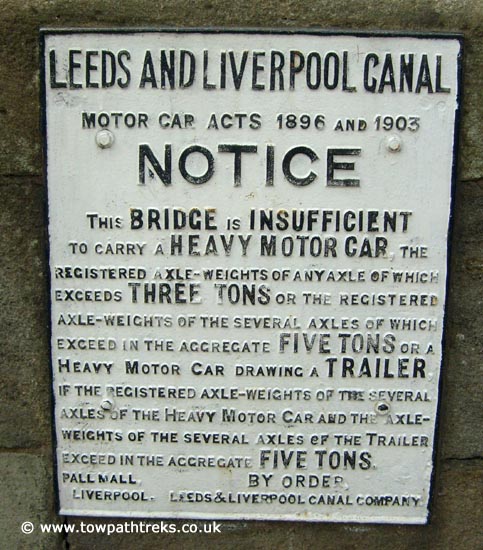 LEEDS AND LIVERPOOL CANAL
MOTOR CAR ACTS 1896 AND 1903
NOTICE
THIS BRIDGE IS INSUFFICIENT
TO CARRY A HEAVY MOTOR CAR, THE
REGISTERED AXLE-WEIGHTS OF ANY AXLE OF WHICH
EXCEEDS THREE TONS OR THE REGISTERED
AXLE-WEIGHTS OF THE SEVERAL AXLES OF WHICH
EXCEED IN THE AGGREGATE FIVE TONS OR A
HEAVY MOTOR CAR DRAWING A TRAILER
IF THE REGISTERED AXLE-WEIGHTS OF THE SEVERAL
AXLES OF THE HEAVY MOTOR CAR AND THE AXLE-
WEIGHTS OF THE SEVERAL AXLES OF THE TRAILER
EXCEED IN THE AGGREGATE FIVE TONS.
PALL MALL. BY ORDER.
LIVERPOOL. LEEDS & LIVERPOOL CANAL COMPANY
© www.towpathtreks.co.uk